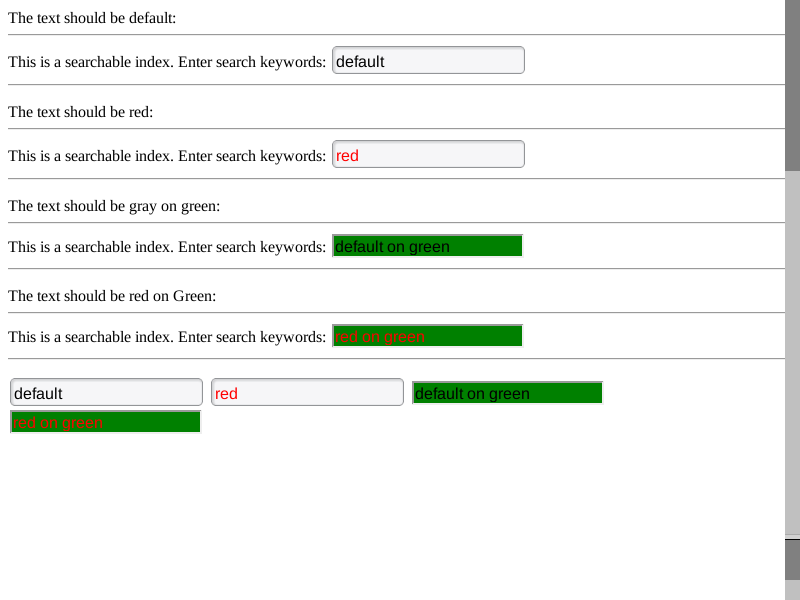 The text should be default:
This is a searchable index. Enter search keywords: default
The text should be red:
This is a searchable index. Enter search keywords: red
The text should be gray on green:
This is a searchable index. Enter search keywords: default on green
The text should be red on Green:
This is a searchable index. Enter search keywords: red on green
default red default on green
red on green